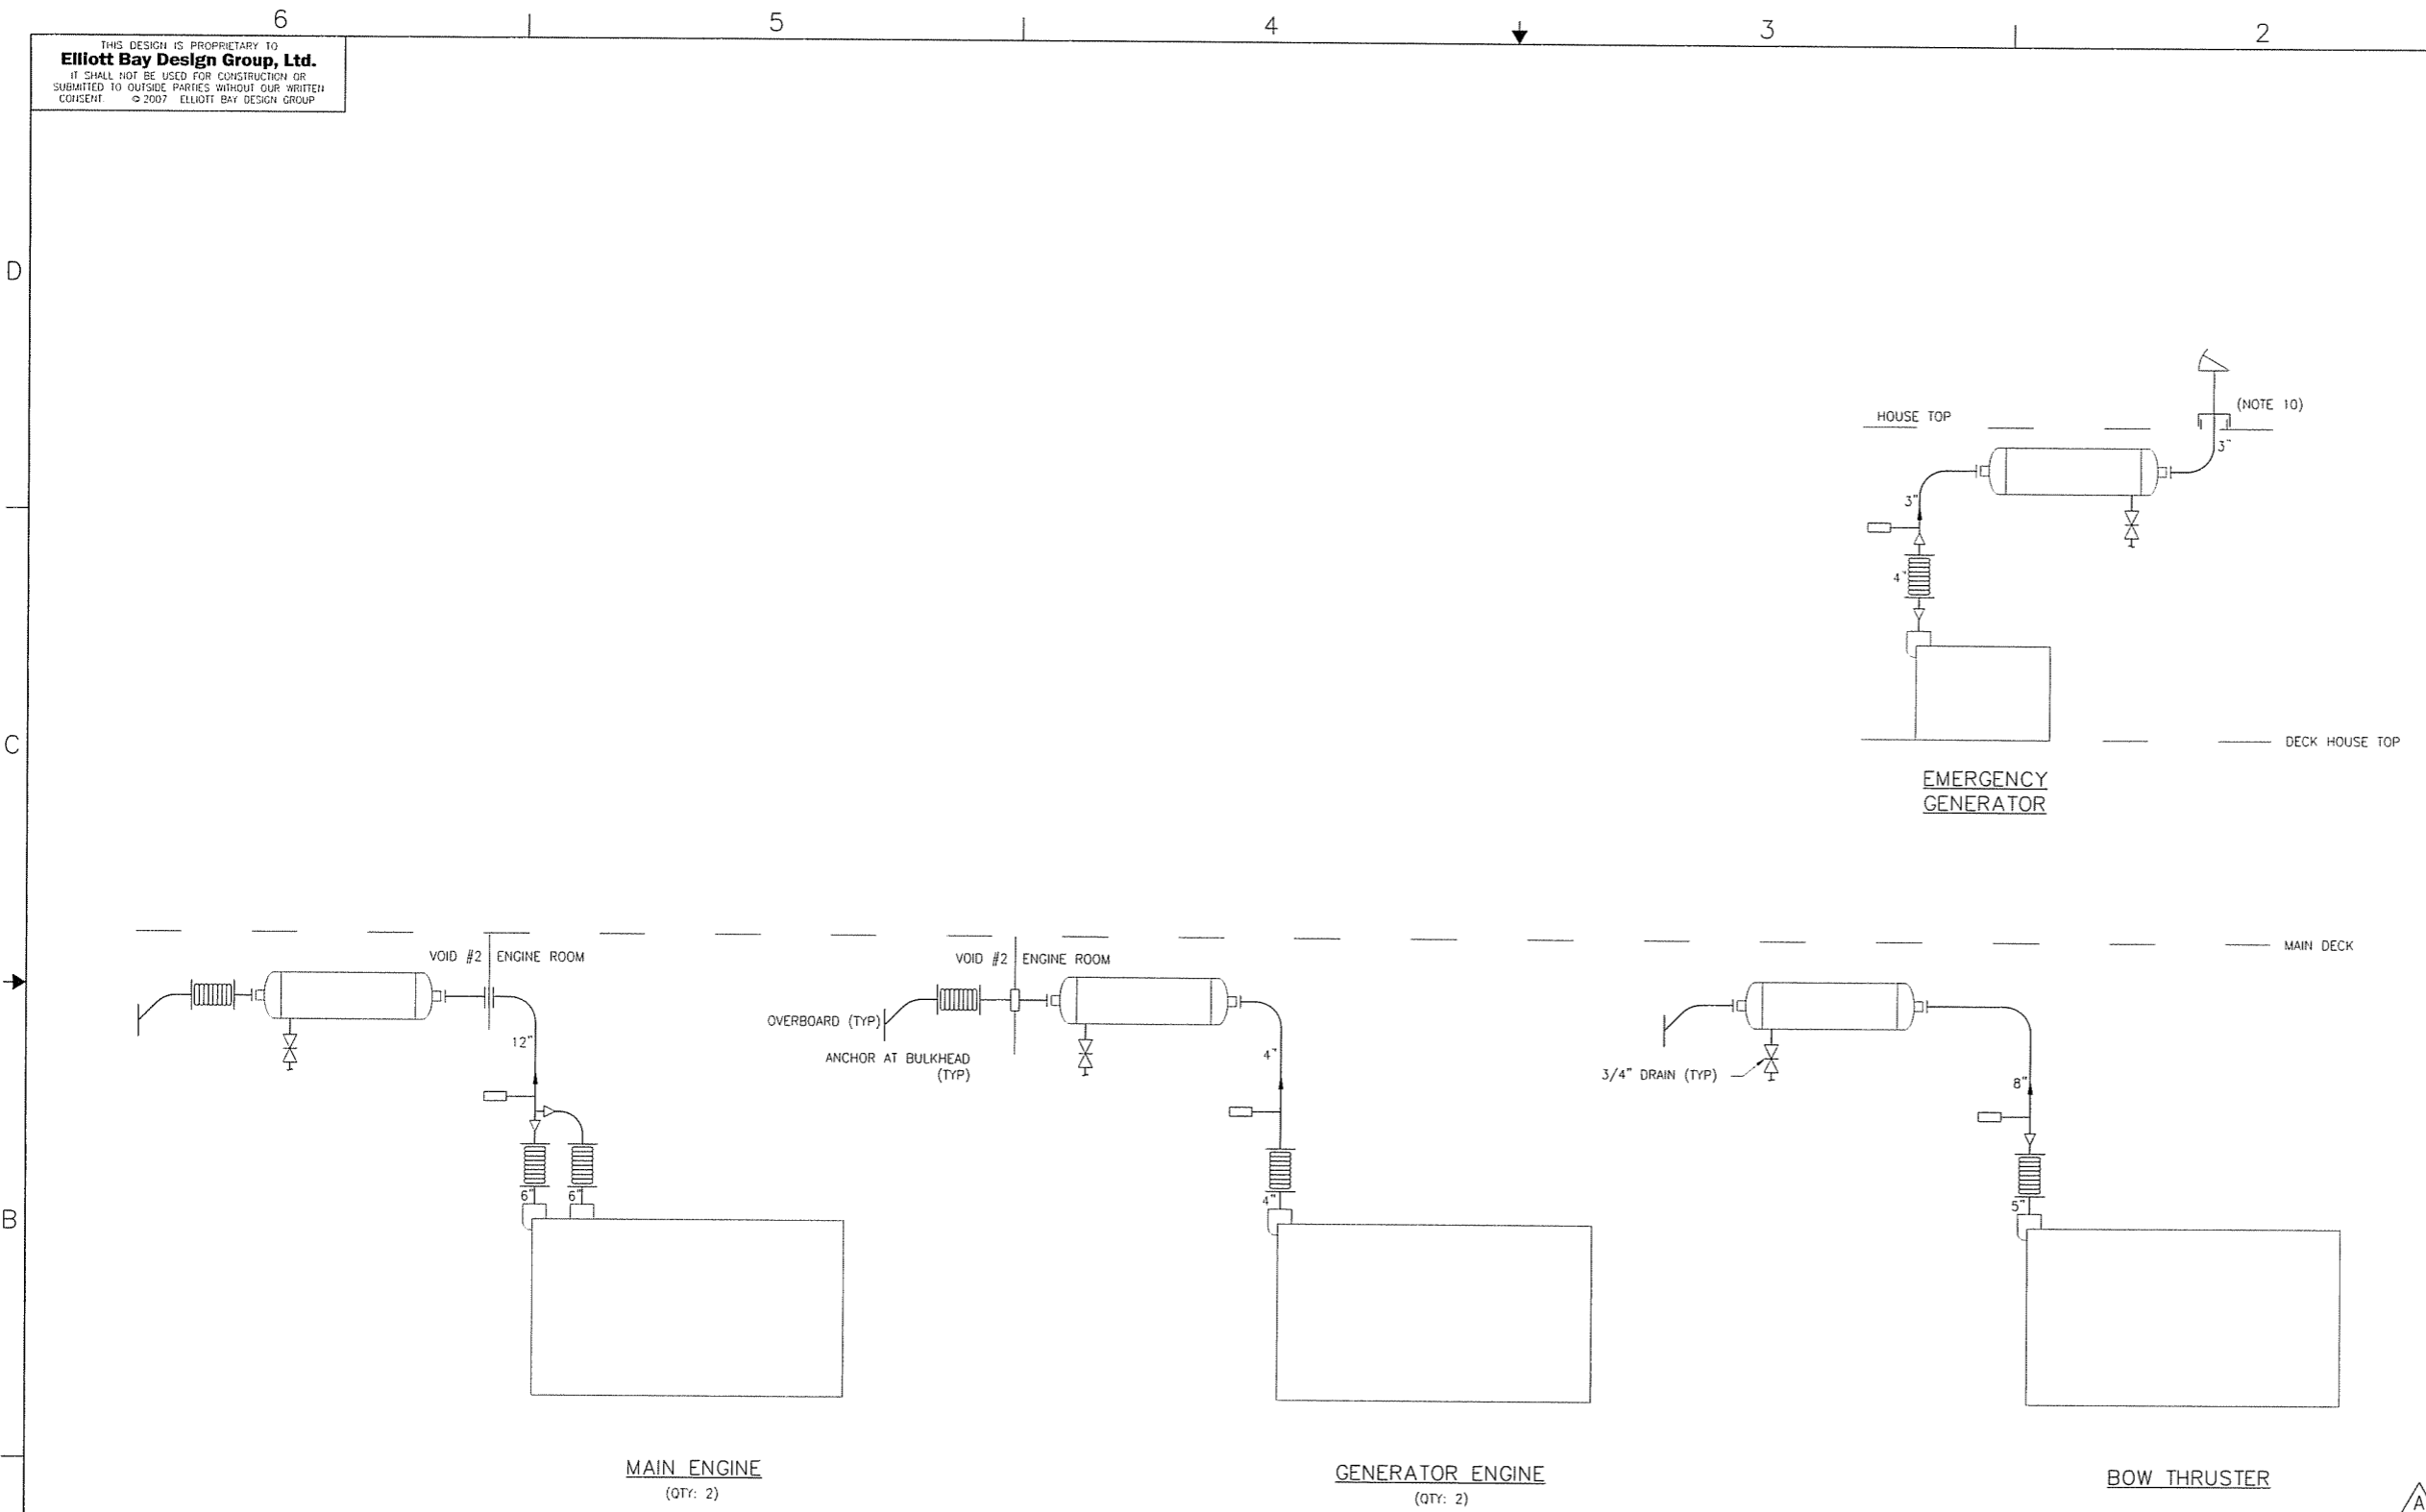 6 5 4 3 2
THIS DESIGN IS PROPRIETARY TO
Elliott Bay Design Group, Ltd.
IT SHALL NOT BE USED FOR CONSTRUCTION OR
SUBMITTED TO OUTSIDE PARTIES WITHOUT OUR WRITTEN
CONSENT. © 2007 ELLIOTT BAY DESIGN GROUP
D
(NOTE 10)
HOUSE TOP
3"
3"
4"
C
DECK HOUSE TOP
EMERGENCY
GENERATOR
MAIN DECK
VOID #2 ENGINE ROOM
12"
6" 6"
VOID #2 ENGINE ROOM
OVERBOARD (TYP)
ANCHOR AT BULKHEAD
(TYP)
4"
4"
3/4" DRAIN (TYP)
8"
5"
B
MAIN ENGINE
(QTY: 2)
GENERATOR ENGINE
(QTY: 2)
BOW THRUSTER
A